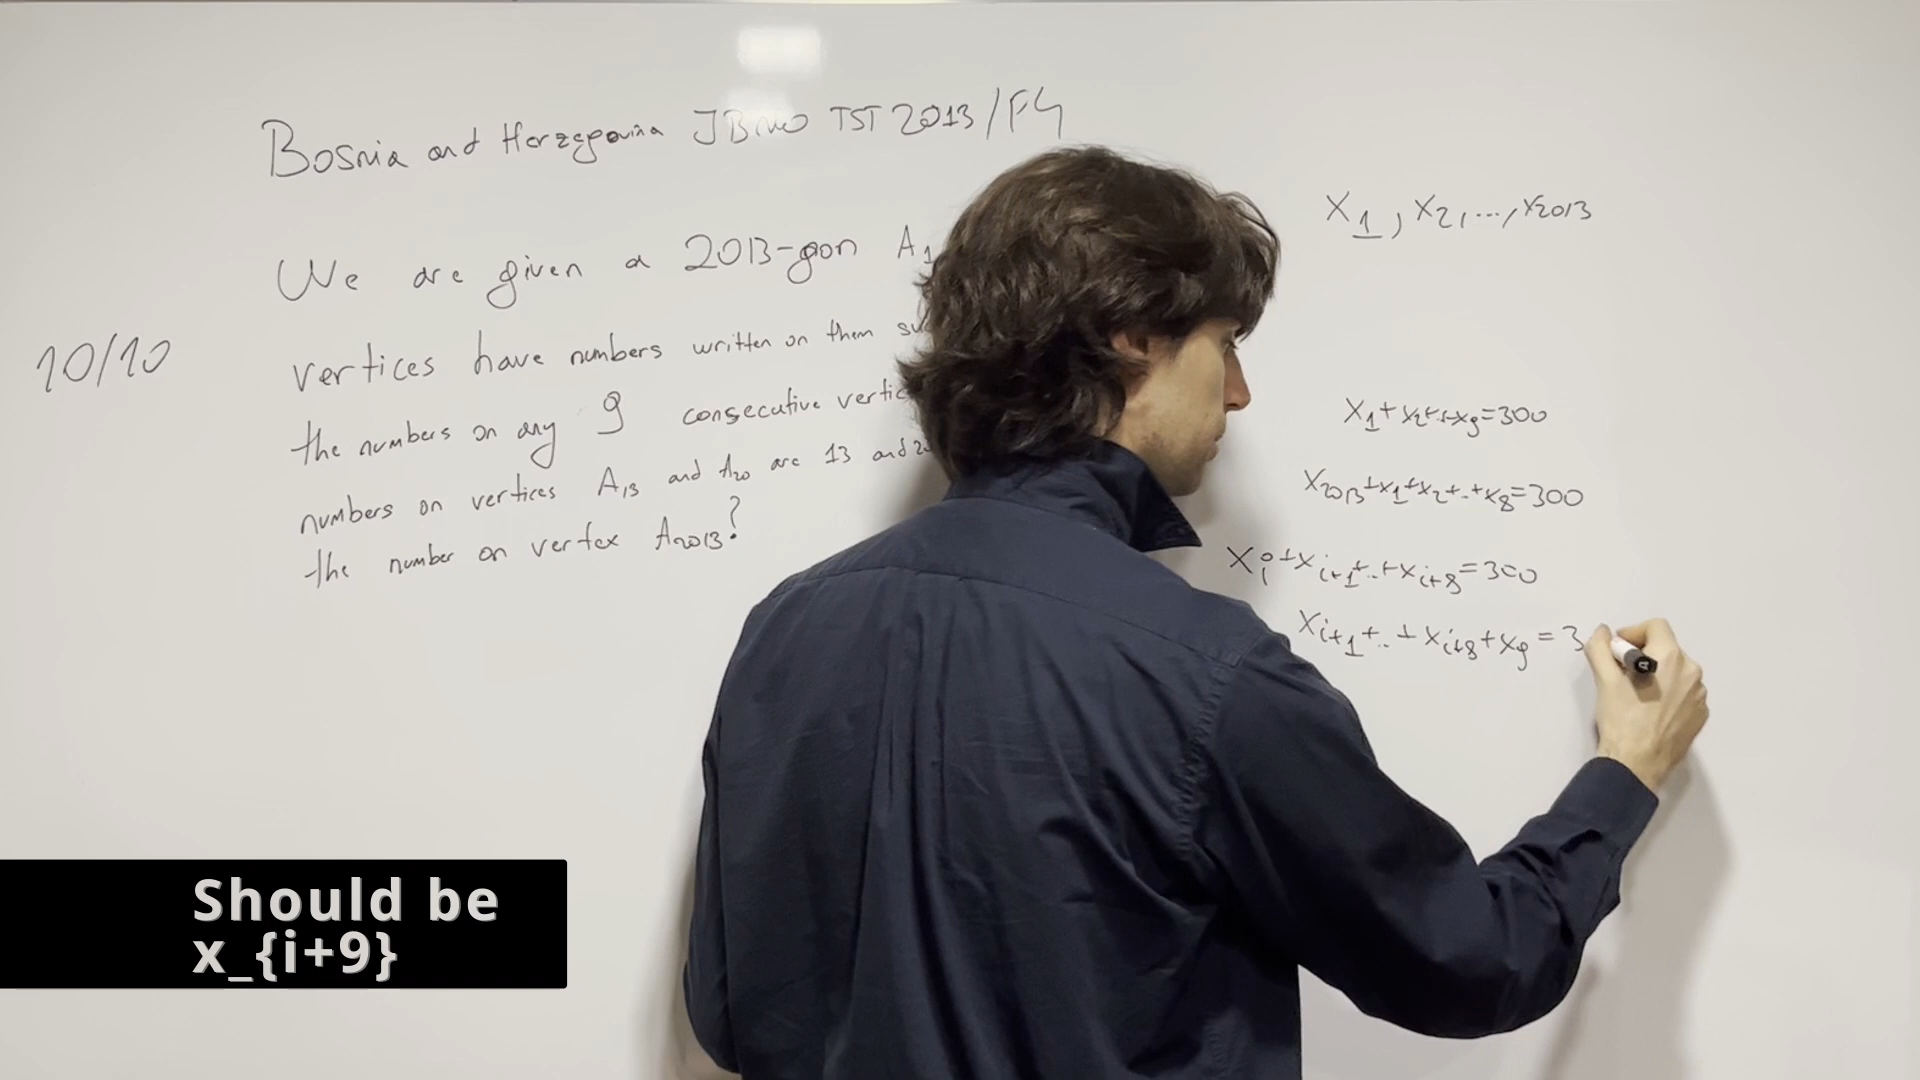 Bosnia and Herzegovina JBMO TST 2013/F4
We are given a 2013-gon A1
vertices have numbers written on them
the numbers on any 9 consecutive
numbers on vertices A13 and A20 are 13 and
the number on vertex A2013?
10/10
x1, x2, ..., x2013
x1+x2+..+x9=300
x2013+x1+x2+..+x8=300
xi+xi+1+..+xi+8=300
xi+1+..+xi+8+x9=3
Should be
x_{i+9}